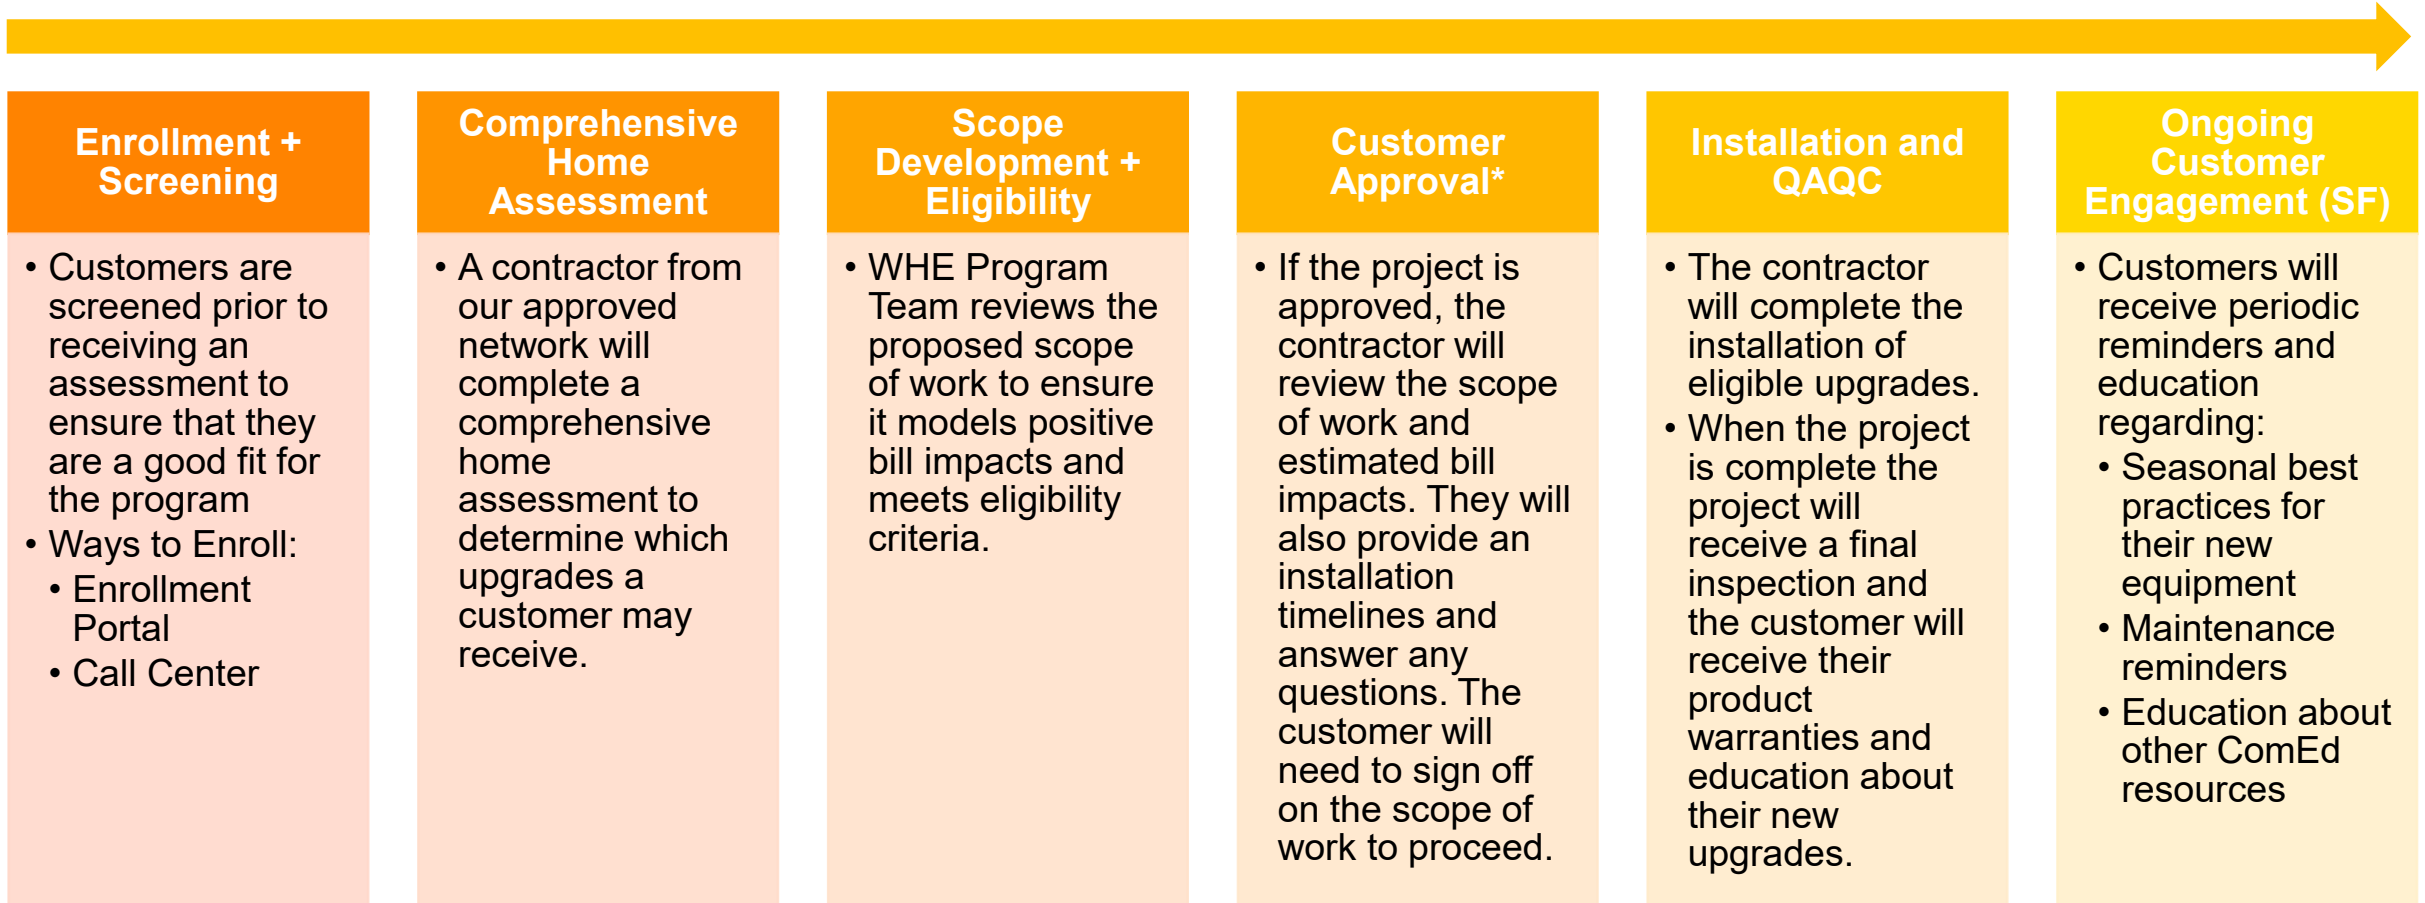 Enrollment +
Screening
• Customers are
screened prior to
receiving an
assessment to
ensure that they
are a good fit for
the program
• Ways to Enroll:
• Enrollment
Portal
• Call Center
Comprehensive
Home
Assessment
• A contractor from
our approved
network will
complete a
comprehensive
home
assessment to
determine which
upgrades a
customer may
receive.
Scope
Development +
Eligibility
• WHE Program
Team reviews the
proposed scope
of work to ensure
it models positive
bill impacts and
meets eligibility
criteria.
Customer
Approval*
• If the project is
approved, the
contractor will
review the scope
of work and
estimated bill
impacts. They will
also provide an
installation
timelines and
answer any
questions. The
customer will
need to sign off
on the scope of
work to proceed.
Installation and
QAQC
• The contractor
will complete the
installation of
eligible upgrades.
• When the project
is complete the
project will
receive a final
inspection and
the customer will
receive their
product
warranties and
education about
their new
upgrades.
Ongoing
Customer
Engagement (SF)
• Customers will
receive periodic
reminders and
education
regarding:
• Seasonal best
practices for
their new
equipment
• Maintenance
reminders
• Education about
other ComEd
resources